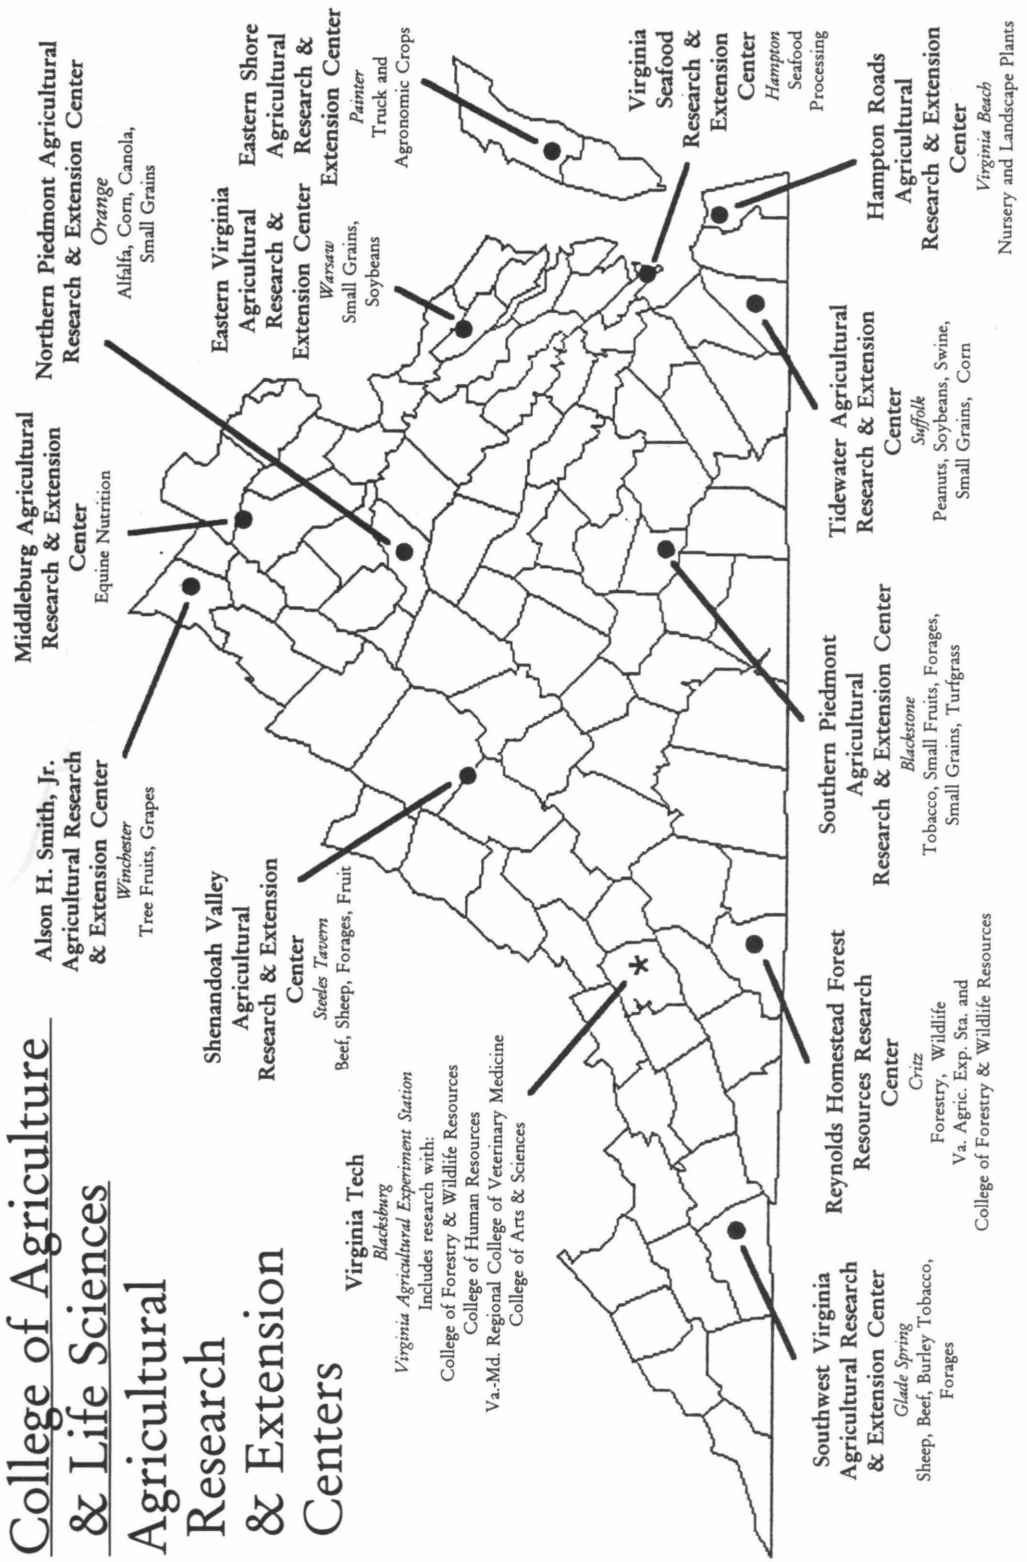 College of Agriculture
& Life Sciences
Agricultural
Research
& Extension
Centers
Alson H. Smith, Jr.
Agricultural Research
& Extension Center
Winchester
Tree Fruits, Grapes
Middleburg Agricultural
Research & Extension
Center
Equine Nutrition
Northern Piedmont Agricultural
Research & Extension Center
Orange
Alfalfa, Corn, Canola,
Small Grains
Shenandoah Valley
Agricultural
Research & Extension
Center
Steeles Tavern
Beef, Sheep, Forages, Fruit
Eastern Virginia
Agricultural
Research &
Extension Center
Warsaw
Small Grains,
Soybeans
Eastern Shore
Agricultural
Research &
Extension Center
Painter
Truck and
Agronomic Crops
Virginia Tech
Blacksburg
Virginia Agricultural Experiment Station
Includes research with:
College of Forestry & Wildlife Resources
College of Human Resources
Va.-Md. Regional College of Veterinary Medicine
College of Arts & Sciences
*
Virginia
Seafood
Research &
Extension
Center
Hampton
Seafood
Processing
Southwest Virginia
Agricultural Research
& Extension Center
Glade Spring
Sheep, Beef, Burley Tobacco,
Forages
Reynolds Homestead Forest
Resources Research
Center
Critz
Forestry, Wildlife
Va. Agric. Exp. Sta. and
College of Forestry & Wildlife Resources
Southern Piedmont
Agricultural
Research & Extension Center
Blackstone
Tobacco, Small Fruits, Forages,
Small Grains, Turfgrass
Tidewater Agricultural
Research & Extension
Center
Suffolk
Peanuts, Soybeans, Swine,
Small Grains, Corn
Hampton Roads
Agricultural
Research & Extension
Center
Virginia Beach
Nursery and Landscape Plants